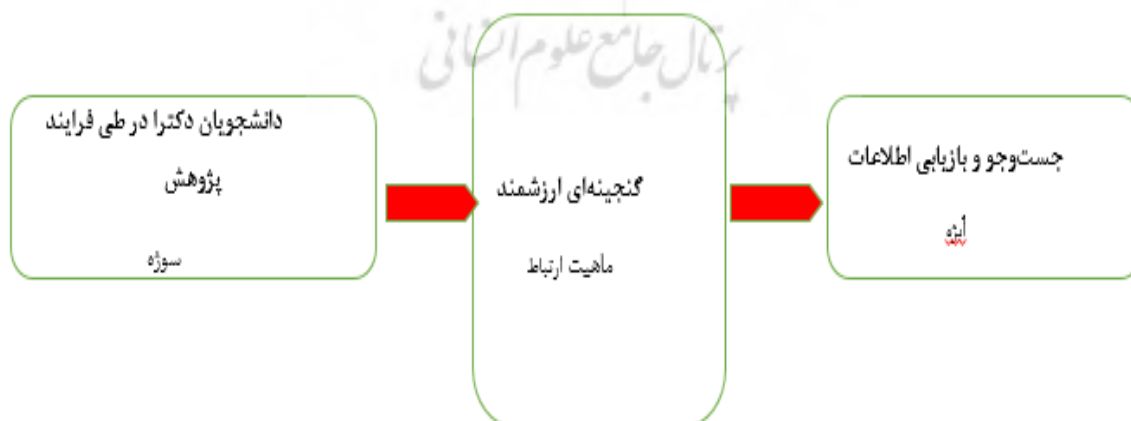 پرتال جامع علوم انسانی
دانشجویان دکترا در طی فرایند
پژوهش
سوژه
گنجینه‌ای ارزشمند
ماهیت ارتباط
جست‌وجو و بازیابی اطلاعات
اُبژه